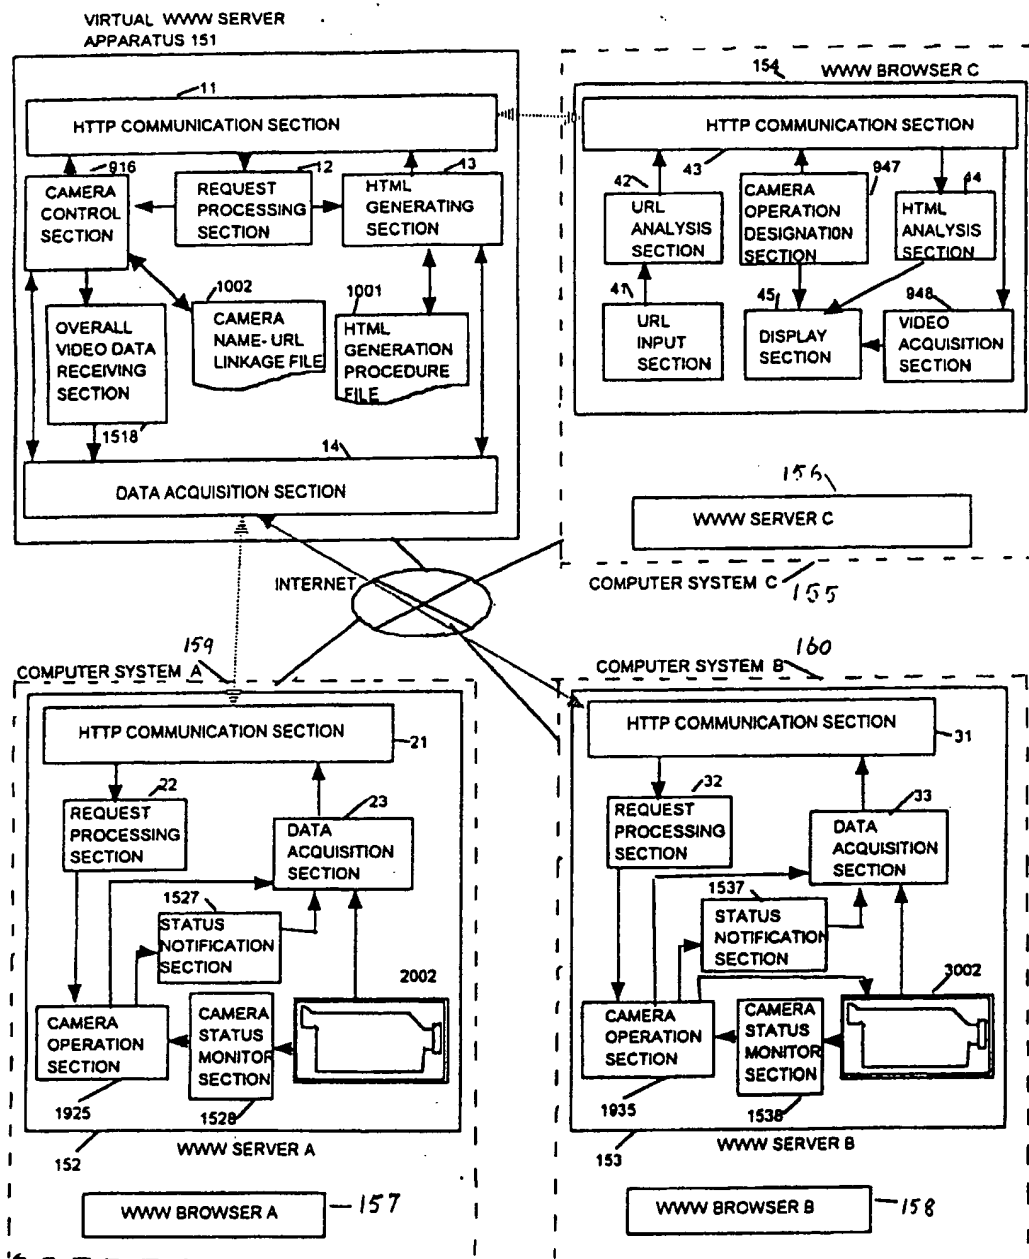 VIRTUAL WWW SERVER
APPARATUS 151
11
HTTP COMMUNICATION SECTION
916
CAMERA
CONTROL
SECTION
12
REQUEST
PROCESSING
SECTION
13
HTML
GENERATING
SECTION
OVERALL
VIDEO DATA
RECEIVING
SECTION
1518
1002
CAMERA
NAME-URL
LINKAGE FILE
1001
HTML
GENERATION
PROCEDURE
FILE
14
DATA ACQUISITION SECTION
154
WWW BROWSER C
HTTP COMMUNICATION SECTION
43
42
URL
ANALYSIS
SECTION
947
CAMERA
OPERATION
DESIGNATION
SECTION
44
HTML
ANALYSIS
SECTION
41
URL
INPUT
SECTION
45
DISPLAY
SECTION
948
VIDEO
ACQUISITION
SECTION
156
WWW SERVER C
COMPUTER SYSTEM C
155
INTERNET
159
COMPUTER SYSTEM A
HTTP COMMUNICATION SECTION
21
22
REQUEST
PROCESSING
SECTION
23
DATA
ACQUISITION
SECTION
1527
STATUS
NOTIFICATION
SECTION
2002
CAMERA
OPERATION
SECTION
1925
CAMERA
STATUS
MONITOR
SECTION
1528
152
WWW SERVER A
WWW BROWSER A
157
160
COMPUTER SYSTEM B
HTTP COMMUNICATION SECTION
31
32
REQUEST
PROCESSING
SECTION
33
DATA
ACQUISITION
SECTION
1537
STATUS
NOTIFICATION
SECTION
3002
CAMERA
OPERATION
SECTION
1935
CAMERA
STATUS
MONITOR
SECTION
1538
153
WWW SERVER B
WWW BROWSER B
158